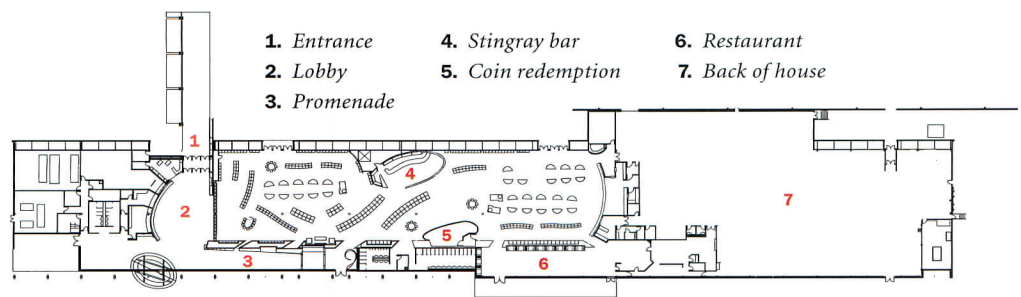 1. Entrance
2. Lobby
3. Promenade
4. Stingray bar
5. Coin redemption
6. Restaurant
7. Back of house
1
2
3
4
5
6
7